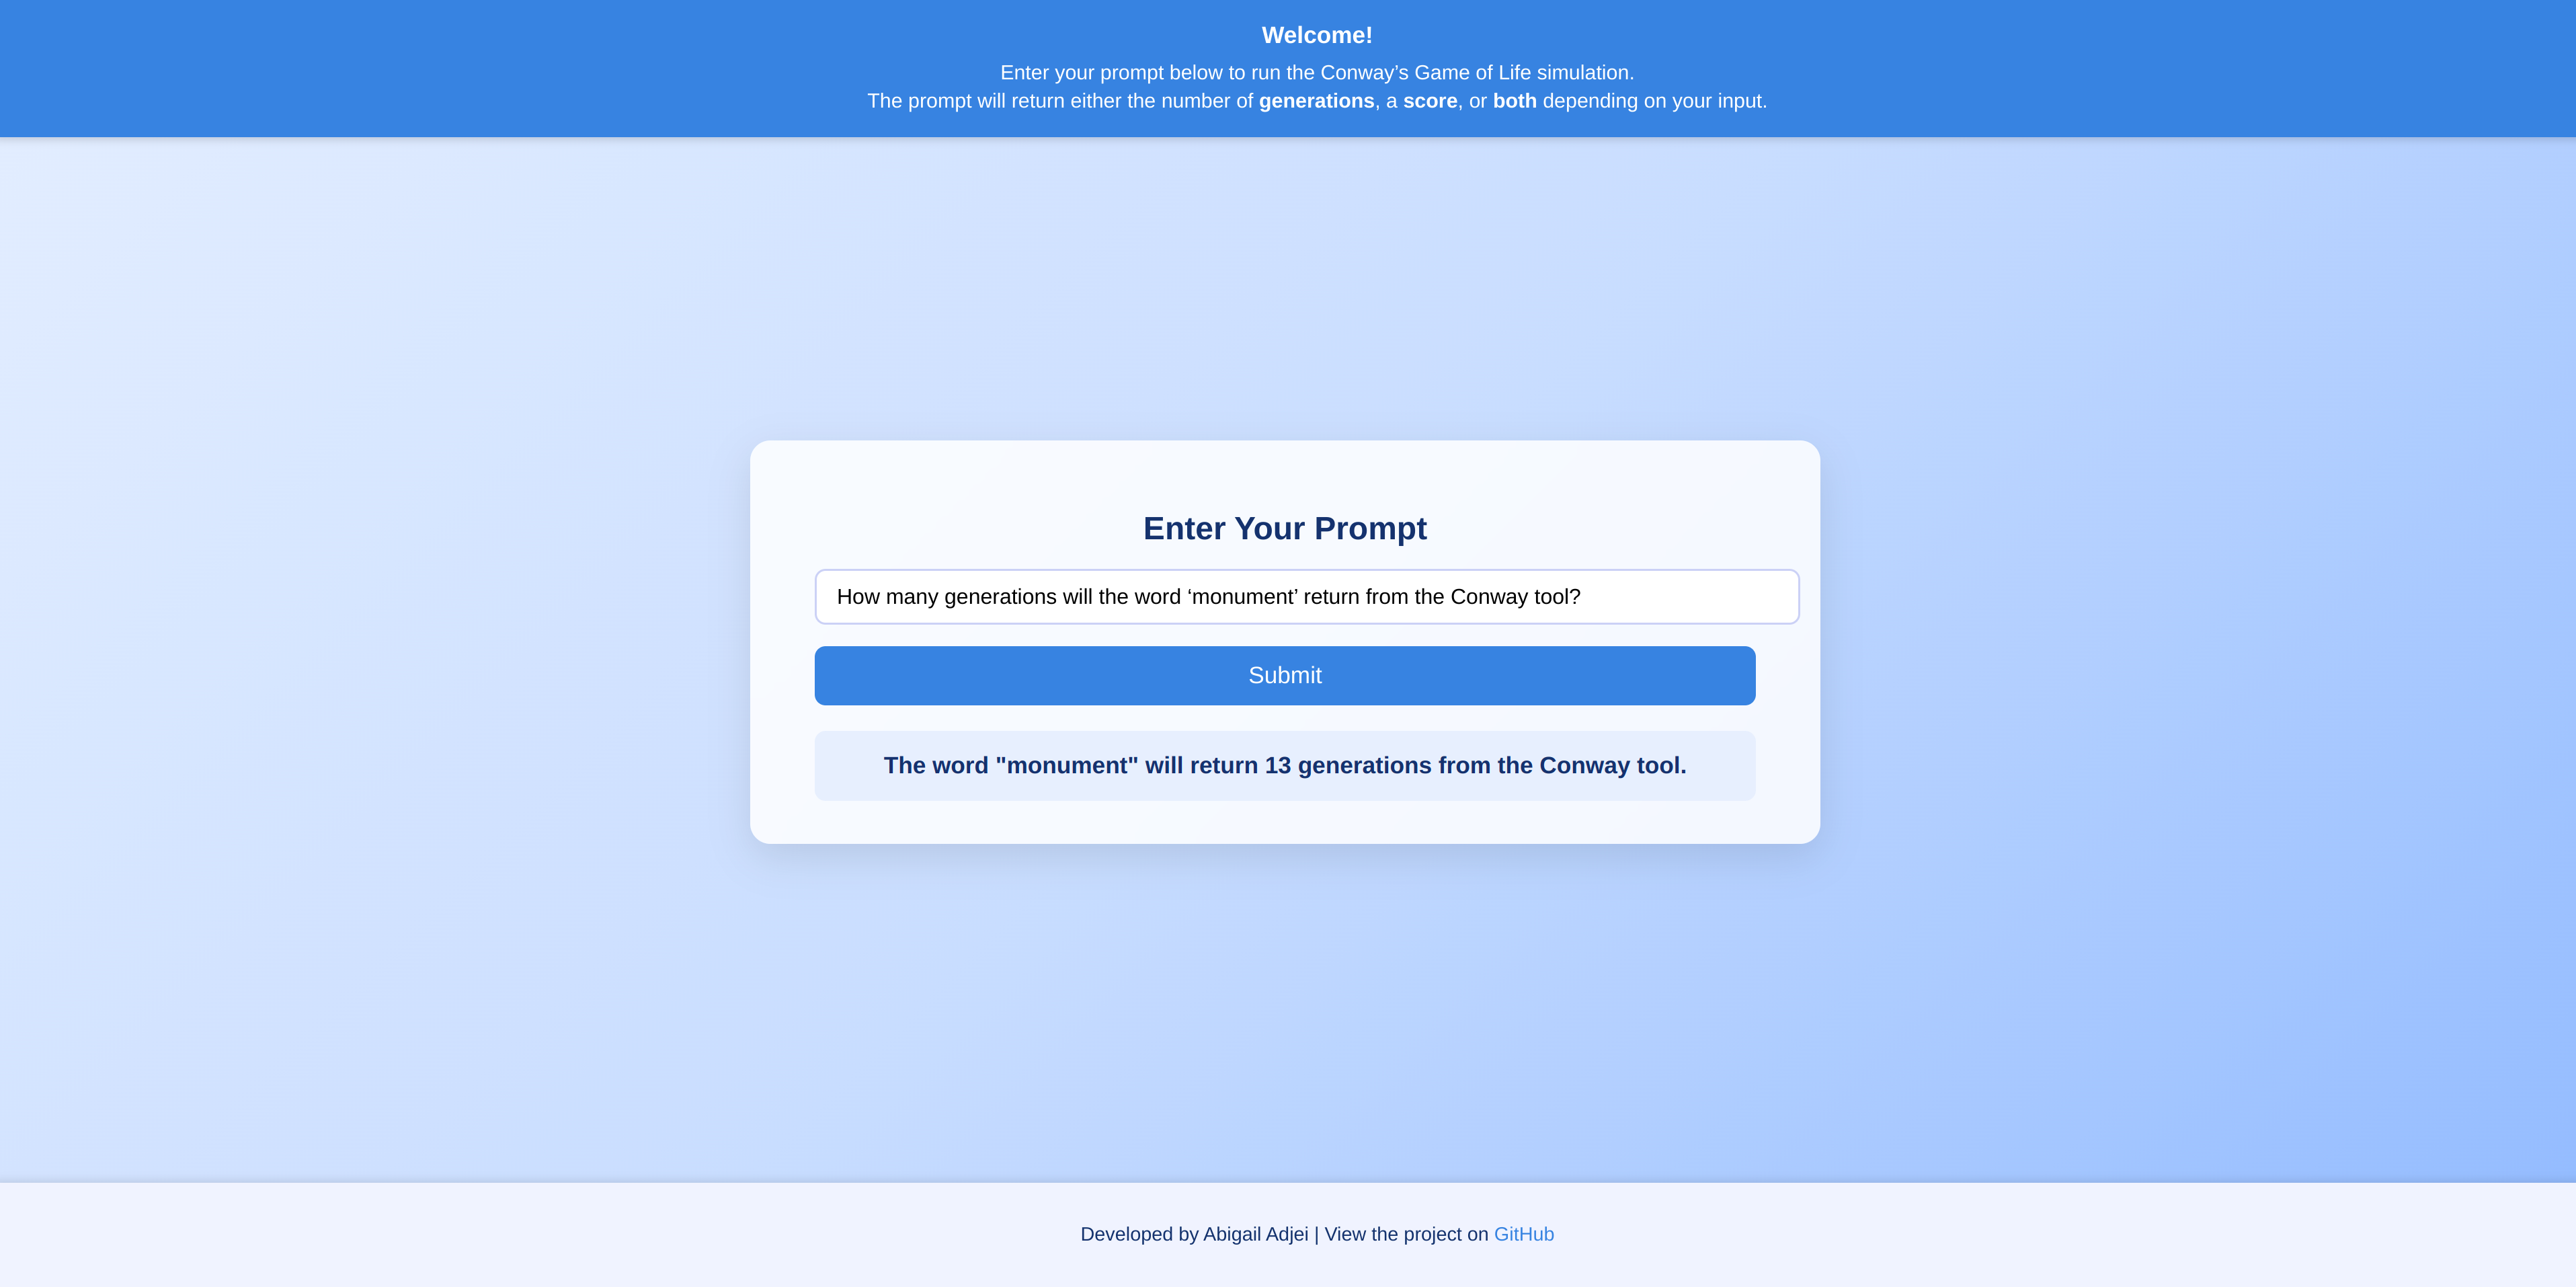 Welcome!
Enter your prompt below to run the Conway’s Game of Life simulation.
The prompt will return either the number of generations, a score, or both depending on your input.
Enter Your Prompt
How many generations will the word ‘monument’ return from the Conway tool?
Submit
The word "monument" will return 13 generations from the Conway tool.
Developed by Abigail Adjei | View the project on GitHub